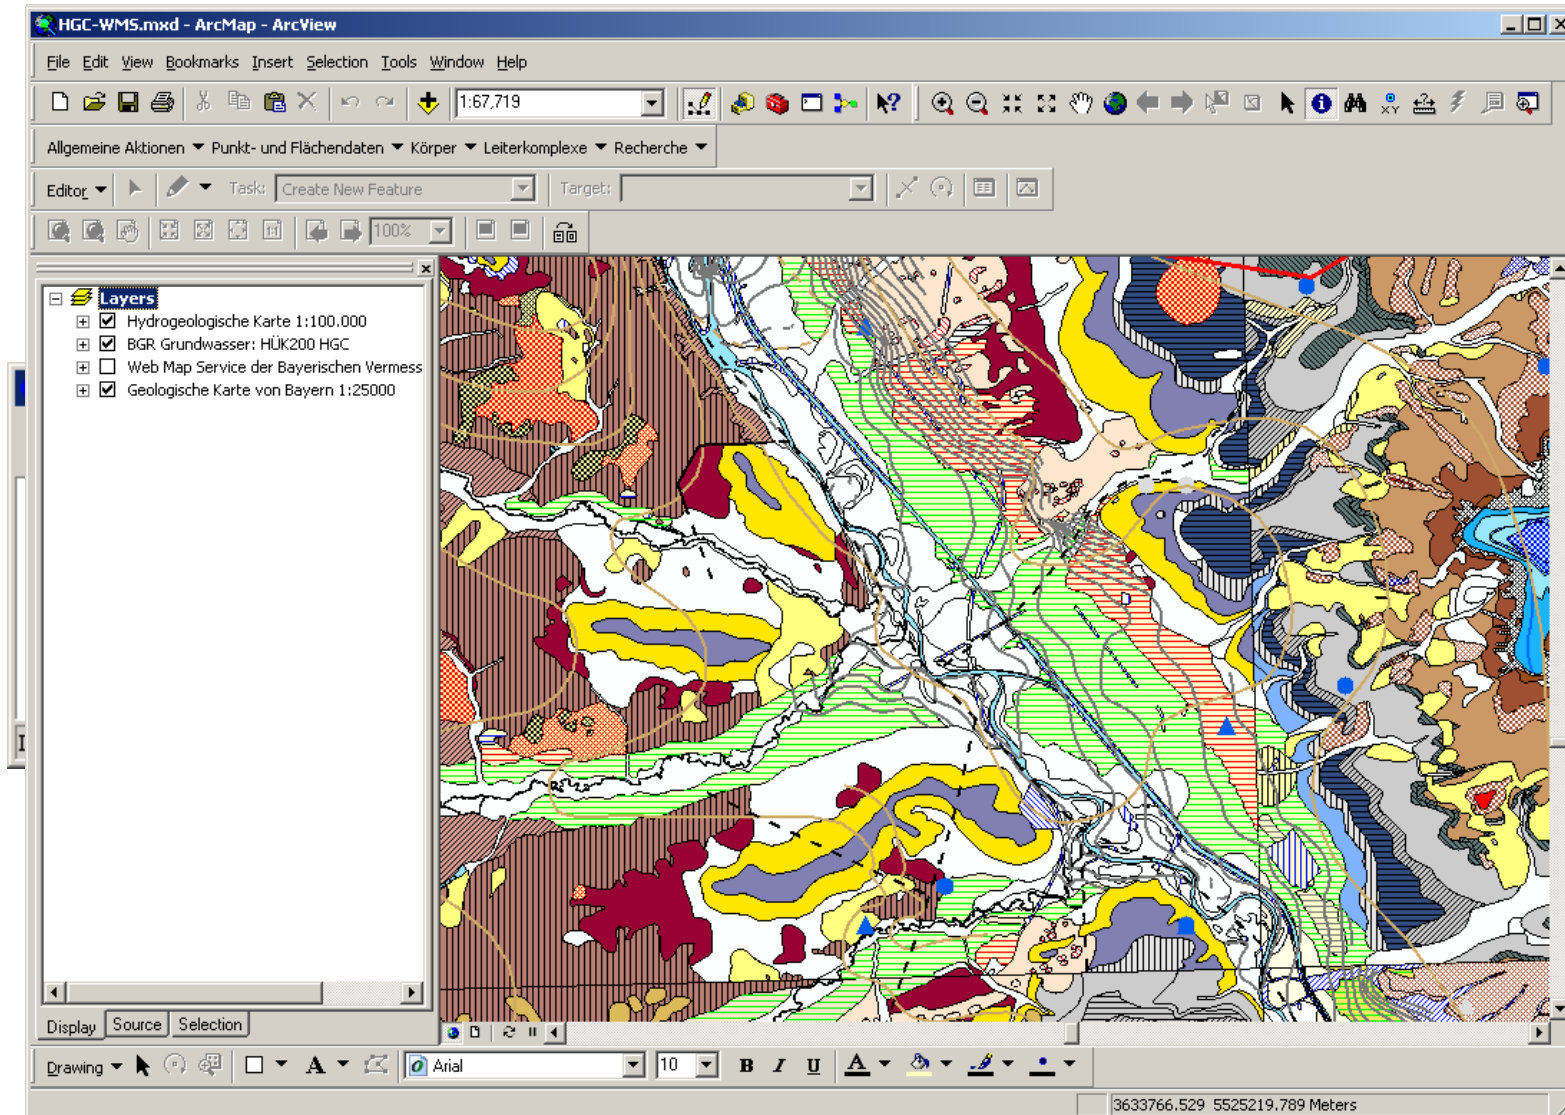 HGC-WMS.mxd - ArcMap - ArcView
File Edit View Bookmarks Insert Selection Tools Window Help
1:67,719
Allgemeine Aktionen Punkt- und Flächendaten Körper Leiterkomplexe Recherche
Editor Task: Create New Feature Target:
100%
Layers
Hydrogeologische Karte 1:100.000
BGR Grundwasser: HÜK200 HGC
Web Map Service der Bayerischen Vermess
Geologische Karte von Bayern 1:25000
Display Source Selection
Drawing A Arial 10 B I U A
3633766.529 5525219.789 Meters